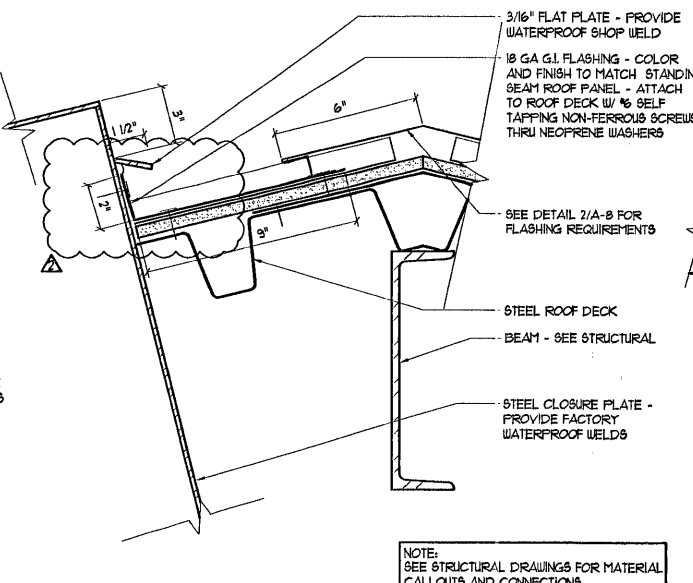 3/16" FLAT PLATE - PROVIDE
WATERPROOF SHOP WELD
18 GA G.I. FLASHING - COLOR
AND FINISH TO MATCH STANDIN
SEAM ROOF PANEL - ATTACH
TO ROOF DECK W/ #6 SELF
TAPPING NON-FERROUS SCREWS
THRU NEOPRENE WASHERS
3"
1 1/2"
6"
2"
9"
2
SEE DETAIL 2/A-8 FOR
FLASHING REQUIREMENTS
STEEL ROOF DECK
BEAM - SEE STRUCTURAL
STEEL CLOSURE PLATE -
PROVIDE FACTORY
WATERPROOF WELDS
NOTE:
SEE STRUCTURAL DRAWINGS FOR MATERIAL
CALLOUTS AND CONNECTIONS